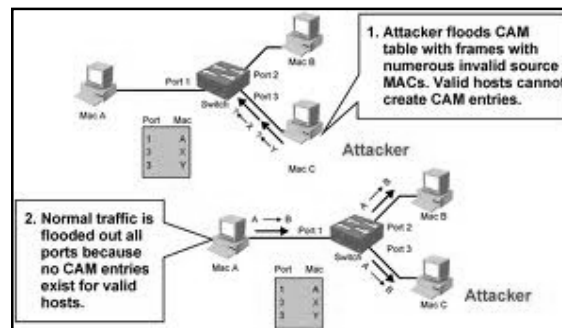 1. Attacker floods CAM
table with frames with
numerous invalid source
MACs. Valid hosts cannot
create CAM entries.
Mac B
Port 1
Port 2
Port 3
Switch
Mac A
X
Y
Mac C
Attacker
Port Mac
1 A
3 X
3 Y
2. Normal traffic is
flooded out all
ports because
no CAM entries
exist for valid
hosts.
A B
Port 1
Mac A
A B
Mac B
Port 2
Port 3
Switch
A B
Mac C
Attacker
Port Mac
1 A
2 X
3 Y